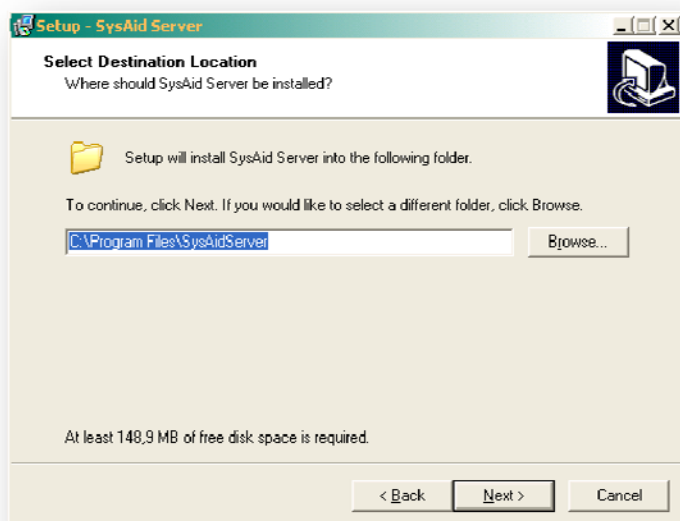 Setup - SysAid Server
Select Destination Location
Where should SysAid Server be installed?
Setup will install SysAid Server into the following folder.
To continue, click Next. If you would like to select a different folder, click Browse.
C:\Program Files\SysAidServer
Browse...
At least 148,9 MB of free disk space is required.
< Back
Next >
Cancel